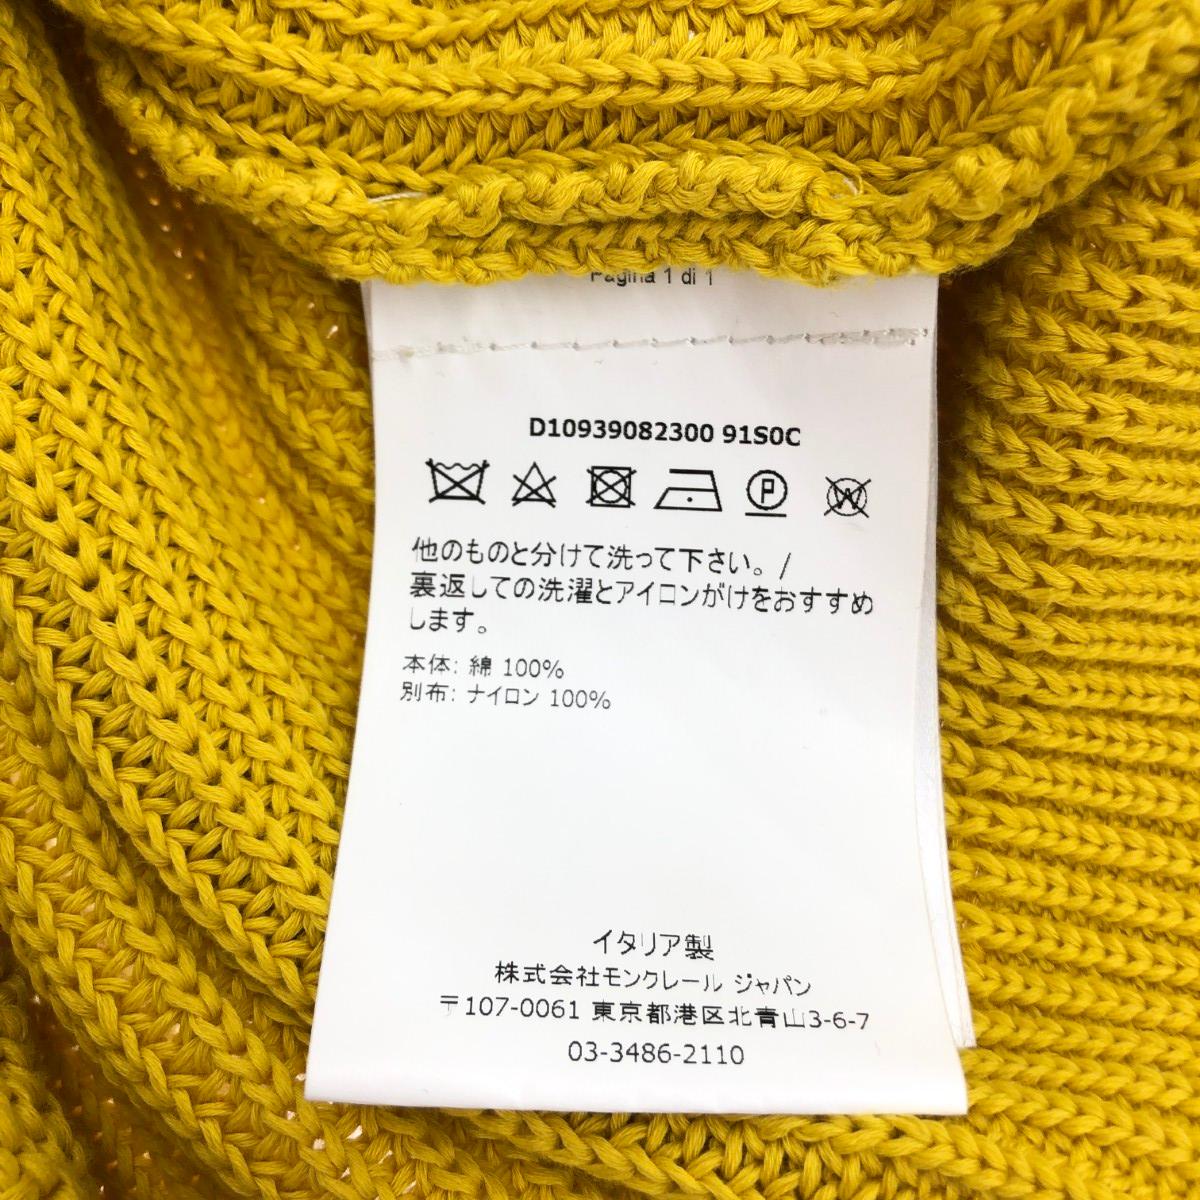 Pagina 1 di 1
D10939082300 91S0C
P
W
他のものと分けて洗って下さい。/
裏返しての洗濯とアイロンがけをおすすめ
します。
本体: 綿 100%
別布: ナイロン 100%
イタリア製
株式会社モンクレール ジャパン
〒107-0061 東京都港区北青山3-6-7
03-3486-2110